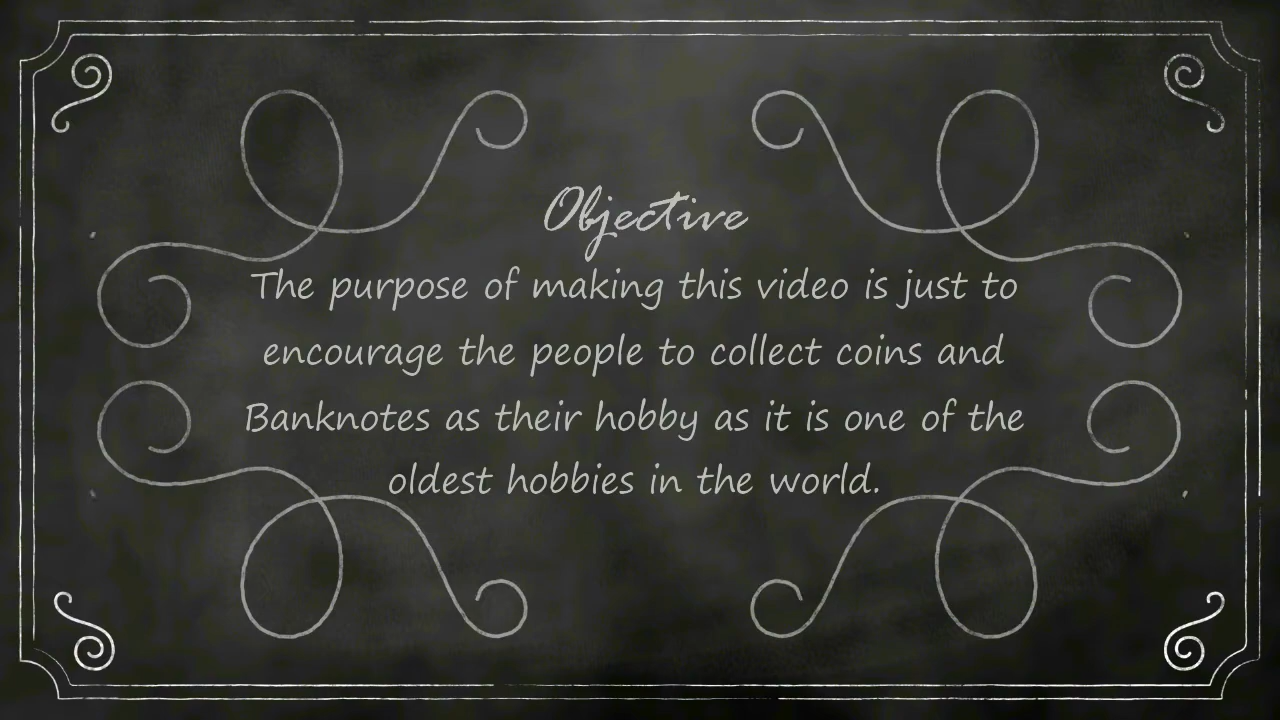 Objective
The purpose of making this video is just to
encourage the people to collect coins and
Banknotes as their hobby as it is one of the
oldest hobbies in the world.